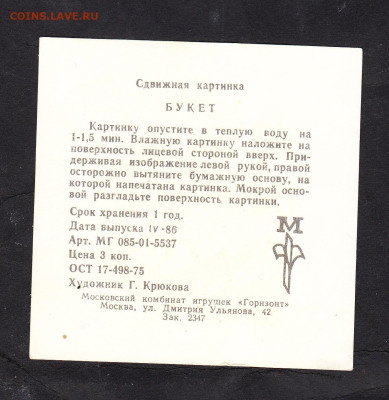 COINS.LAVE.RU
Сдвижная картинка
БУКЕТ
Картинку опустите в теплую воду на
1-1,5 мин. Влажную картинку наложите на
поверхность лицевой стороной вверх. При-
держивая изображение левой рукой, правой
осторожно вытяните бумажную основу, на
которой напечатана картинка. Мокрой осно-
вой разгладьте поверхность картинки.
Срок хранения 1 год.
Дата выпуска IV-86
Арт. МГ 085-01-5537
Цена 3 коп.
ОСТ 17-498-75
Художник Г. Крюкова
М
Московский комбинат игрушек «Горизонт»
Москва, ул. Дмитрия Ульянова, 42
Зак. 2347